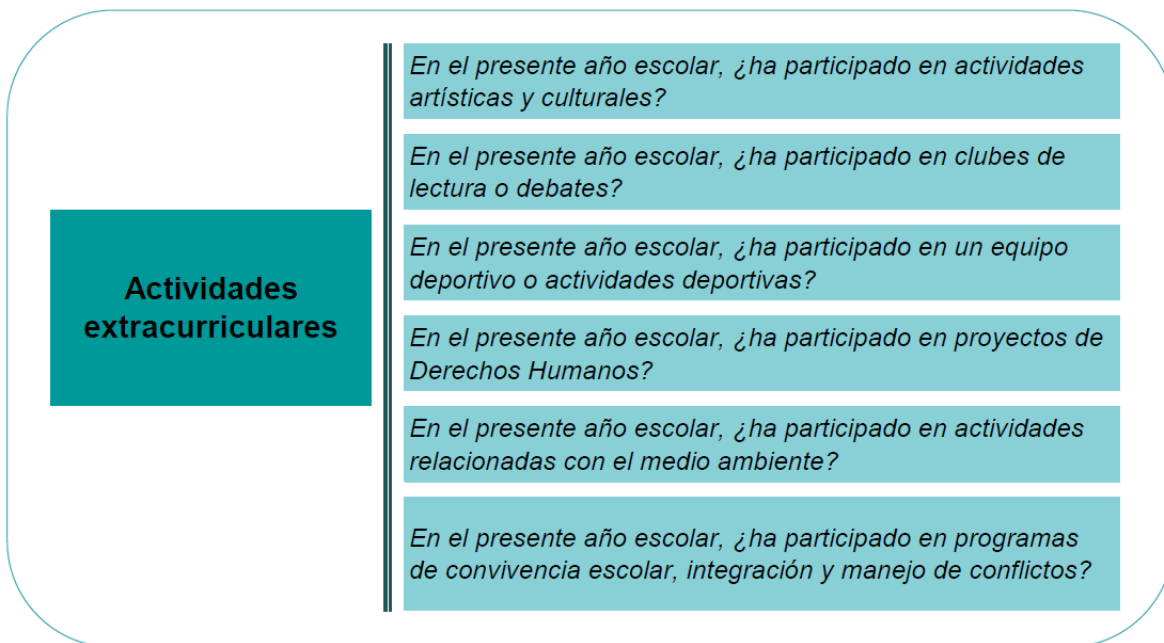 Actividades
extracurriculares
En el presente año escolar, ¿ha participado en actividades
artísticas y culturales?
En el presente año escolar, ¿ha participado en clubes de
lectura o debates?
En el presente año escolar, ¿ha participado en un equipo
deportivo o actividades deportivas?
En el presente año escolar, ¿ha participado en proyectos de
Derechos Humanos?
En el presente año escolar, ¿ha participado en actividades
relacionadas con el medio ambiente?
En el presente año escolar, ¿ha participado en programas
de convivencia escolar, integración y manejo de conflictos?